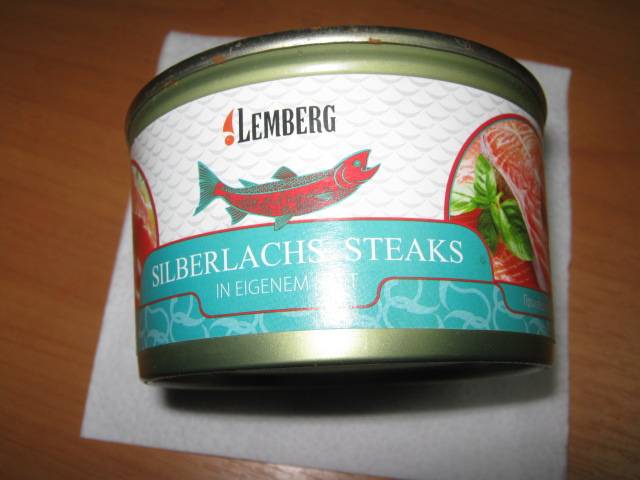 LEMBERG
SILBERLACHS STEAKS
IN EIGENEM